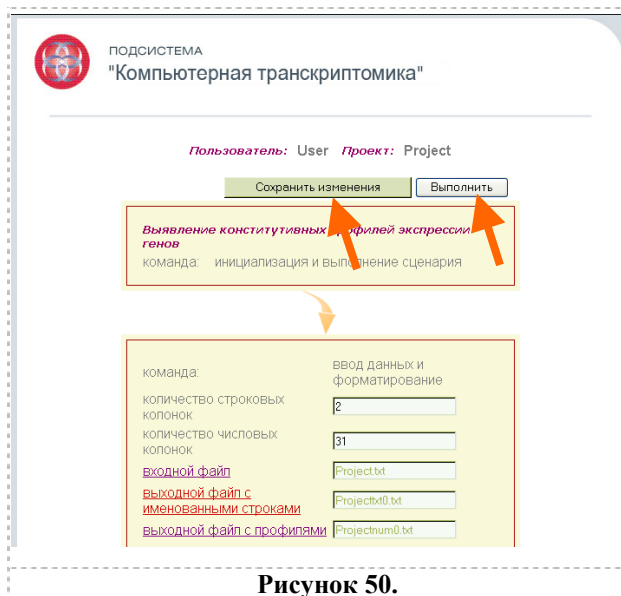 ПОДСИСТЕМА
"Компьютерная транскриптомика"
Пользователь: User Проект: Project
Сохранить изменения Выполнить
Выявление конститутивных профилей экспрессии
генов
команда: инициализация и выполнение сценария
команда: ввод данных и
форматирование
количество строковых
колонок 2
количество числовых
колонок 31
входной файл Project.txt
выходной файл с
именованными строками Projecttxt0.txt
выходной файл с профилями Projectnum0.txt
Рисунок 50.